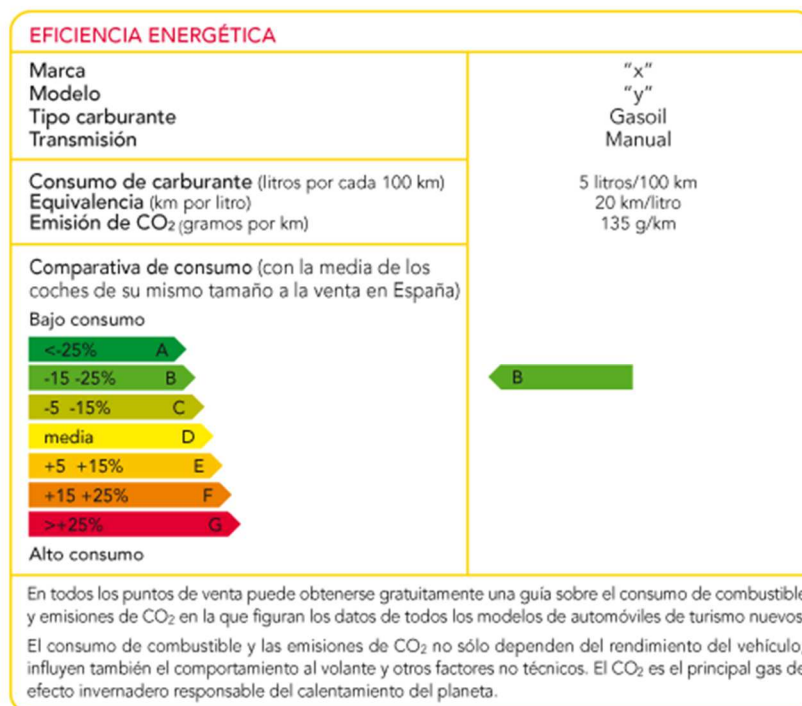 EFICIENCIA ENERGÉTICA
Marca "x"
Modelo "y"
Tipo carburante Gasoil
Transmisión Manual
Consumo de carburante (litros por cada 100 km) 5 litros/100 km
Equivalencia (km por litro) 20 km/litro
Emisión de CO₂ (gramos por km) 135 g/km
Comparativa de consumo (con la media de los
coches de su mismo tamaño a la venta en España)
Bajo consumo
<-25% A
-15 -25% B B
-5 -15% C
media D
+5 +15% E
+15 +25% F
>+25% G
Alto consumo
En todos los puntos de venta puede obtenerse gratuitamente una guía sobre el consumo de combustible
y emisiones de CO₂ en la que figuran los datos de todos los modelos de automóviles de turismo nuevos
El consumo de combustible y las emisiones de CO₂ no sólo dependen del rendimiento del vehículo,
influyen también el comportamiento al volante y otros factores no técnicos. El CO₂ es el principal gas de
efecto invernadero responsable del calentamiento del planeta.